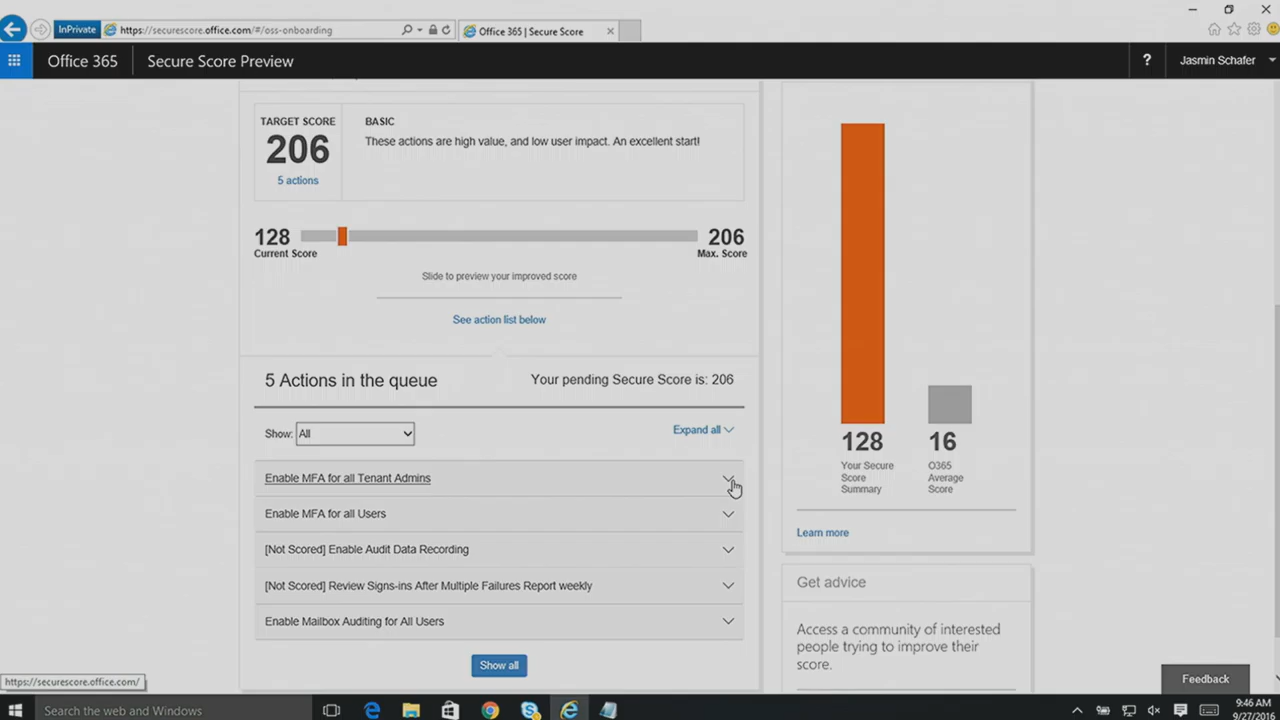 InPrivate
https://securescore.office.com/#/oss-onboarding
Office 365 | Secure Score
Office 365
Secure Score Preview
?
Jasmin Schafer
TARGET SCORE
206
5 actions
BASIC
These actions are high value, and low user impact. An excellent start!
128
Current Score
206
Max. Score
Slide to preview your improved score
See action list below
5 Actions in the queue
Your pending Secure Score is: 206
Show: All
Expand all
Enable MFA for all Tenant Admins
Enable MFA for all Users
[Not Scored] Enable Audit Data Recording
[Not Scored] Review Signs-ins After Multiple Failures Report weekly
Enable Mailbox Auditing for All Users
Show all
128
Your Secure
Score
Summary
16
O365
Average
Score
Learn more
Get advice
Access a community of interested
people trying to improve their
score.
Feedback
https://securescore.office.com/
Search the web and Windows
9:46 AM
9/27/2016